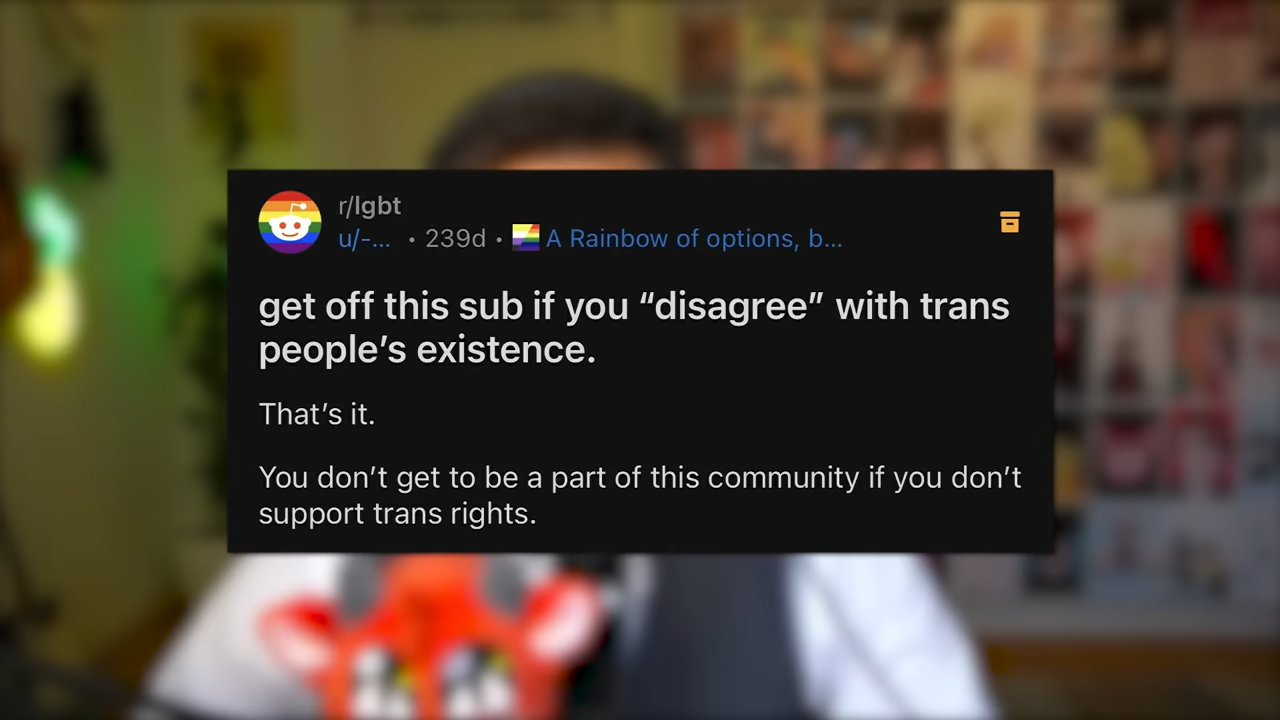 r/lgbt
u/-... • 239d • A Rainbow of options, b...
get off this sub if you “disagree” with trans
people’s existence.
That’s it.
You don’t get to be a part of this community if you don’t
support trans rights.